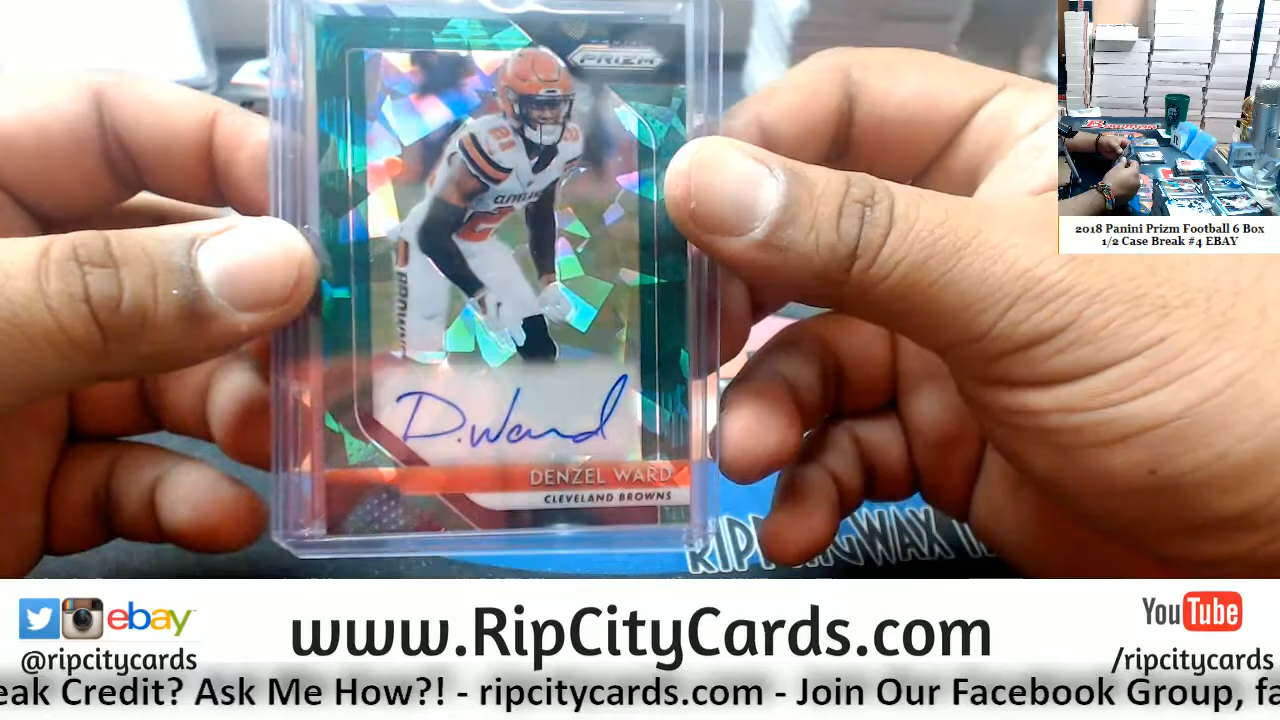 PRIZM
21
D. Ward
DENZEL WARD
CLEVELAND BROWNS
2018 Panini Prizm Football 6 Box
1/2 Case Break #4 EBAY
ebay
@ripcitycards
www.RipCityCards.com
YouTube
/ripcitycards
eak Credit? Ask Me How?! - ripcitycards.com - Join Our Facebook Group, fa